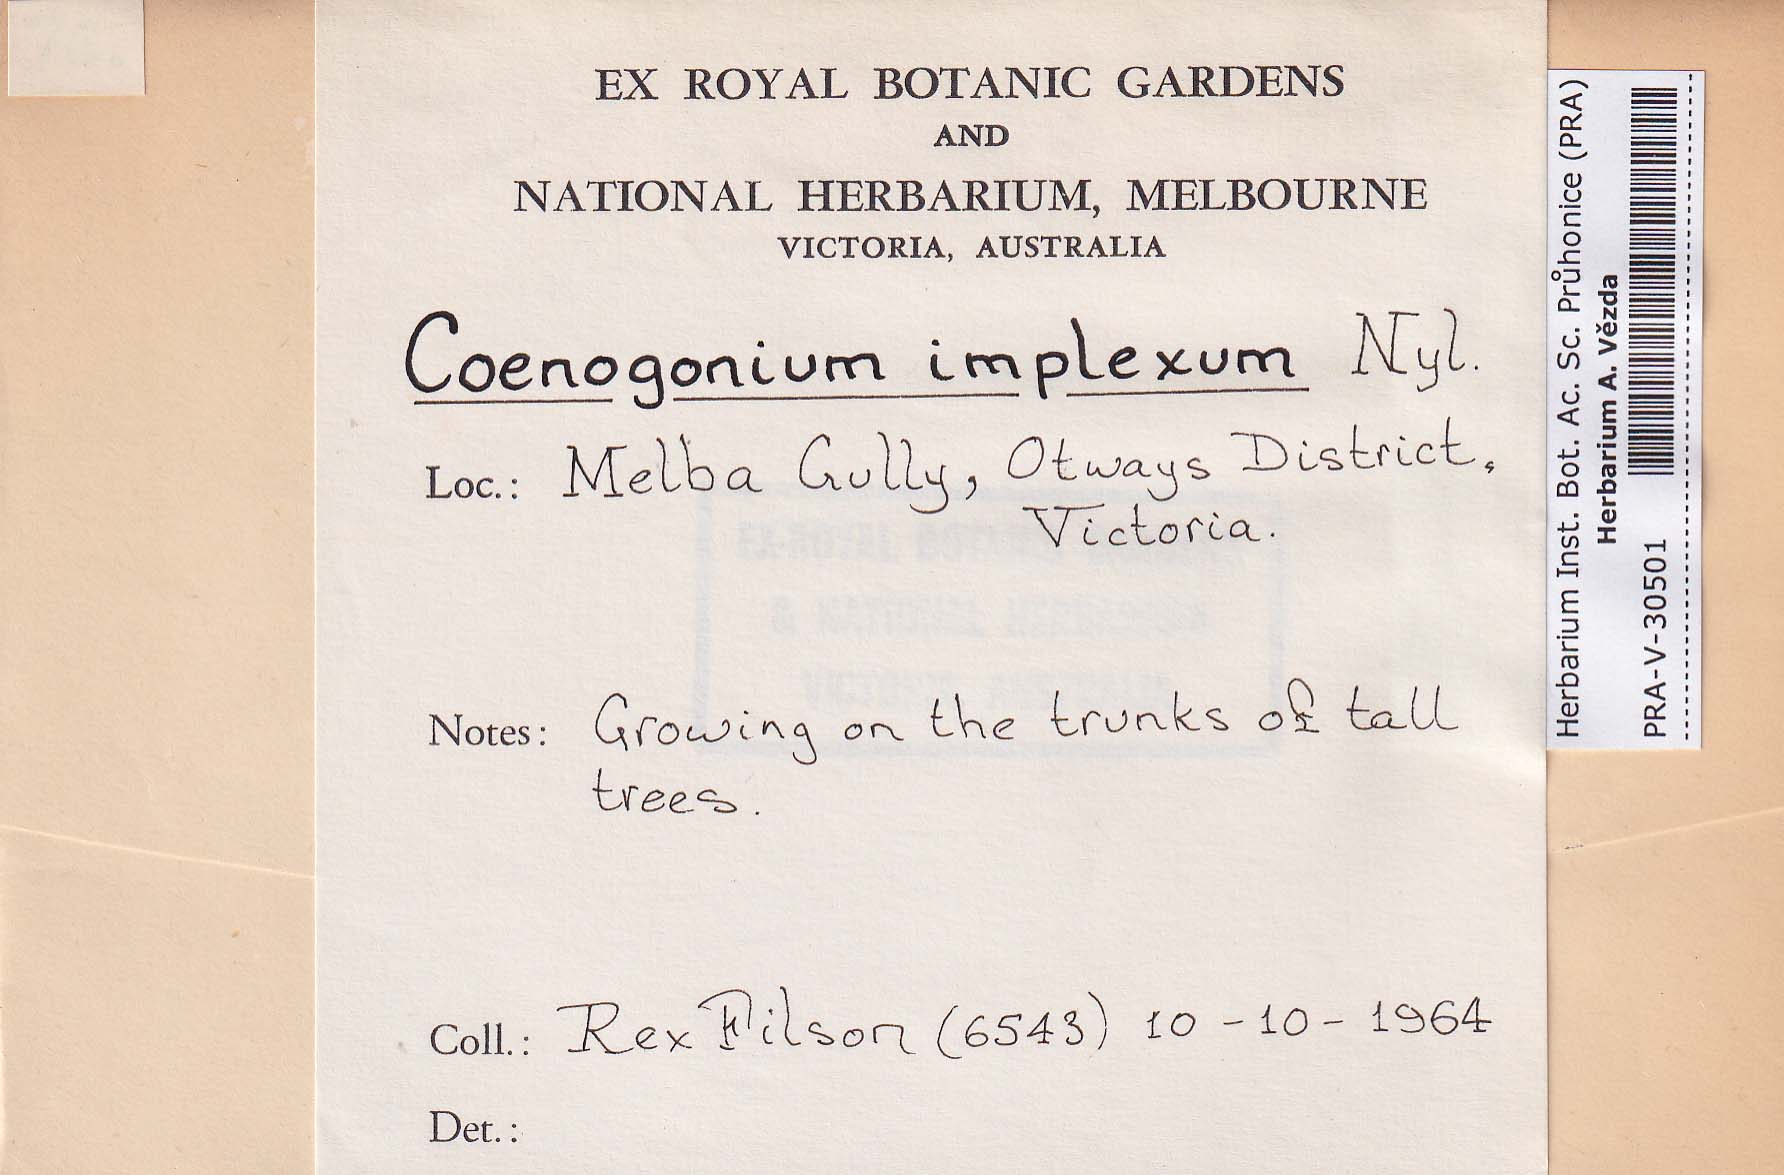 EX ROYAL BOTANIC GARDENS
AND
NATIONAL HERBARIUM, MELBOURNE
VICTORIA, AUSTRALIA
Coenogonium implexum Nyl.
Loc.: Melba Gully, Otways District.
Victoria.
Notes: Growing on the trunks of tall
trees.
Coll.: Rex Filson (6543) 10-10-1964
Det.:
Herbarium Inst. Bot. Ac. Sc. Průhonice (PRA)
Herbarium A. Vězda
PRA-V-30501